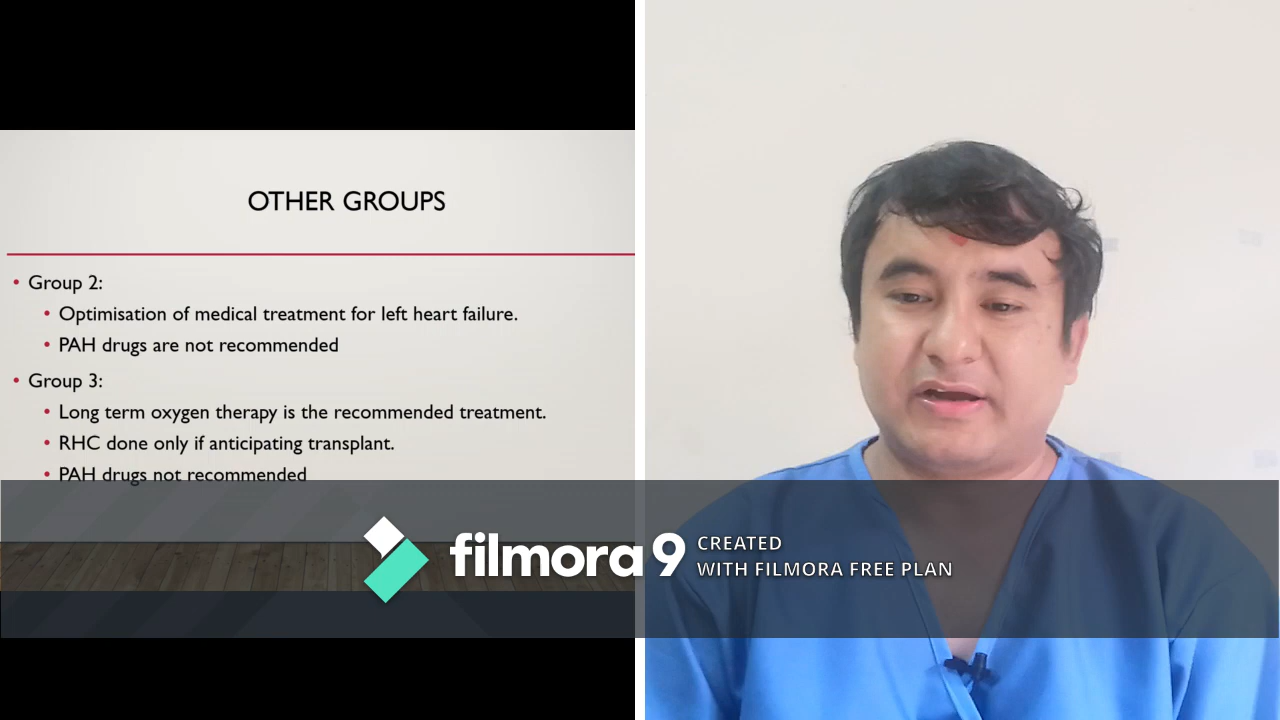 OTHER GROUPS
• Group 2:
• Optimisation of medical treatment for left heart failure.
• PAH drugs are not recommended
• Group 3:
• Long term oxygen therapy is the recommended treatment.
• RHC done only if anticipating transplant.
• PAH drugs not recommended
filmora9
CREATED
WITH FILMORA FREE PLAN